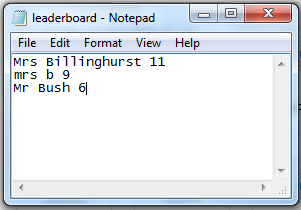 leaderboard - Notepad
File Edit Format View Help
Mrs Billinghurst 11
mrs b 9
Mr Bush 6